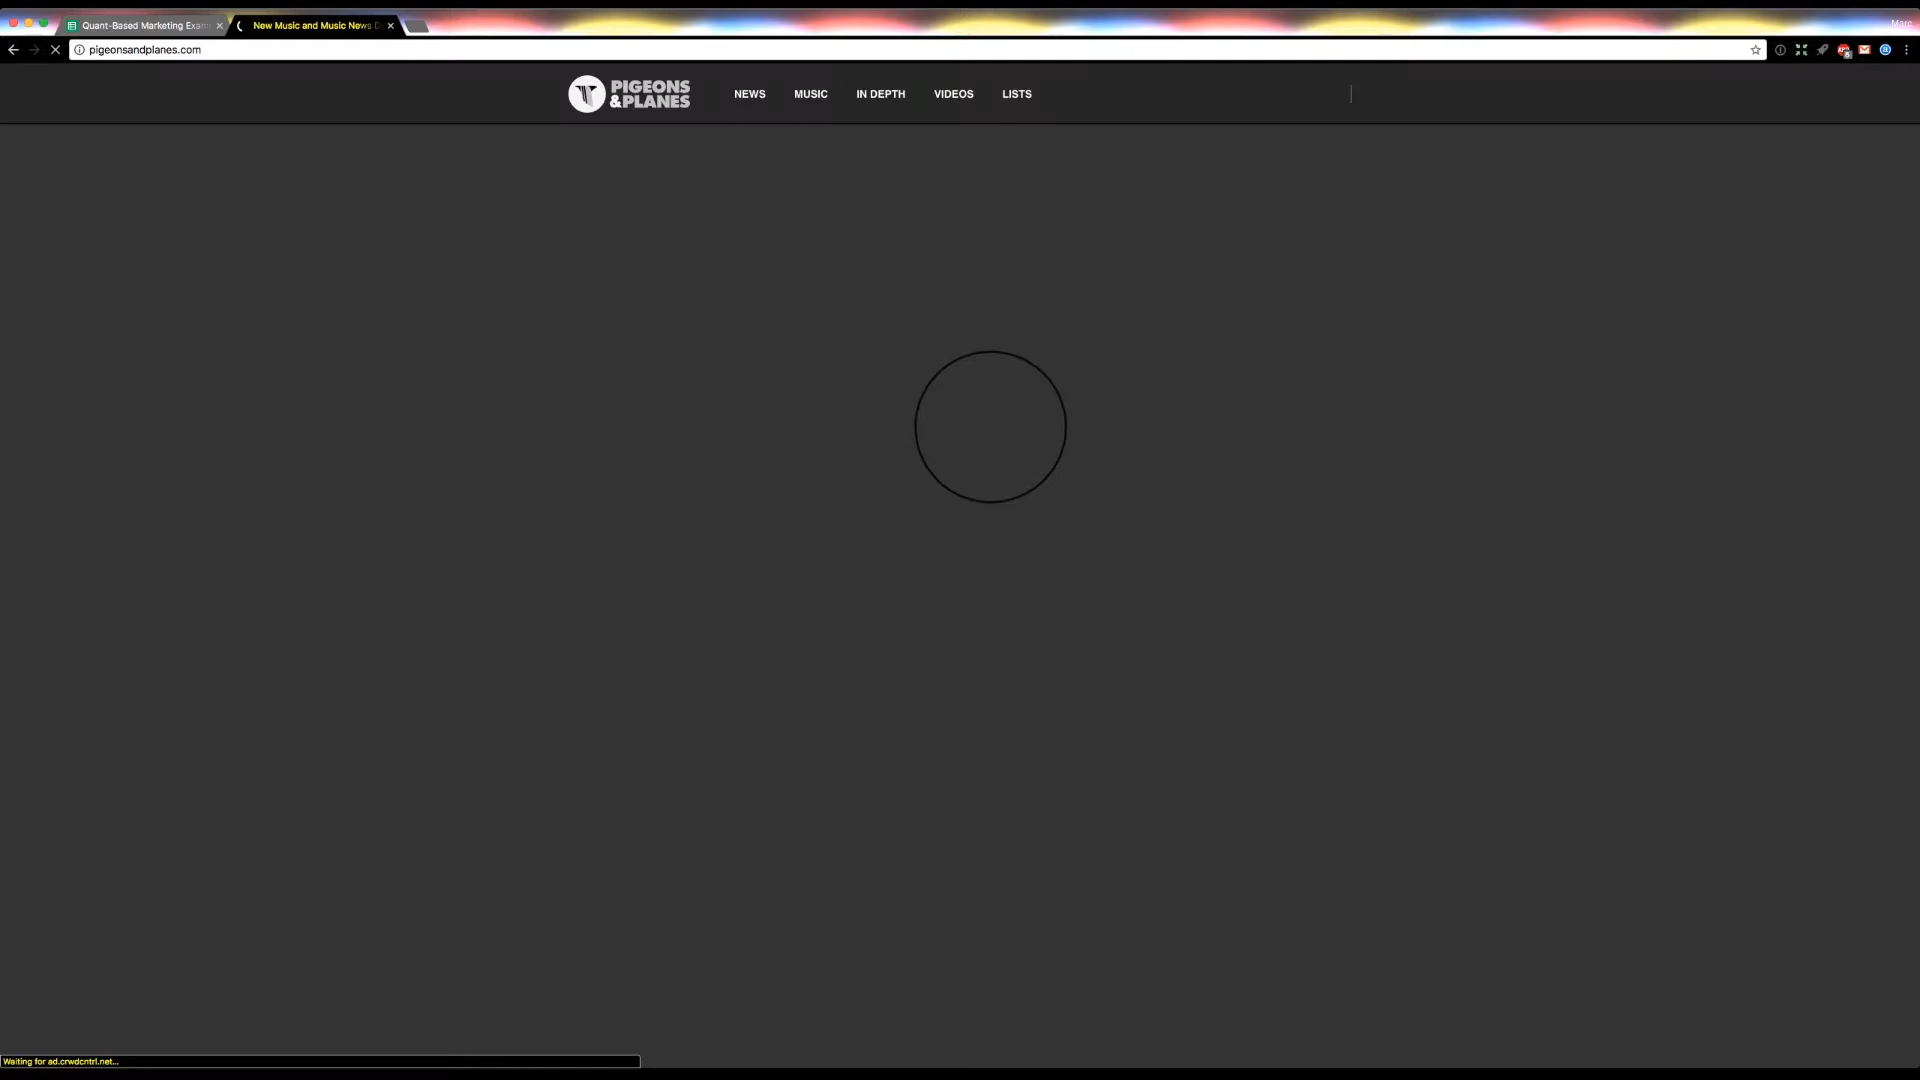 Quant-Based Marketing Exam
New Music and Music News D
Marc
pigeonsandplanes.com
PIGEONS
&PLANES
NEWS
MUSIC
IN DEPTH
VIDEOS
LISTS
Waiting for ad.crwdcntrl.net...